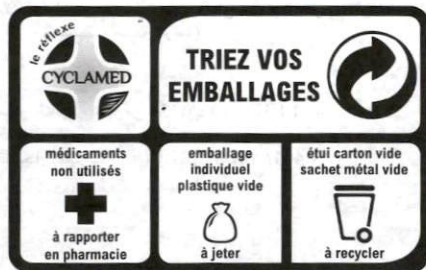 le réflexe
CYCLAMED
TRIEZ VOS
EMBALLAGES
médicaments
non utilisés
à rapporter
en pharmacie
emballage
individuel
plastique vide
à jeter
étui carton vide
sachet métal vide
à recycler